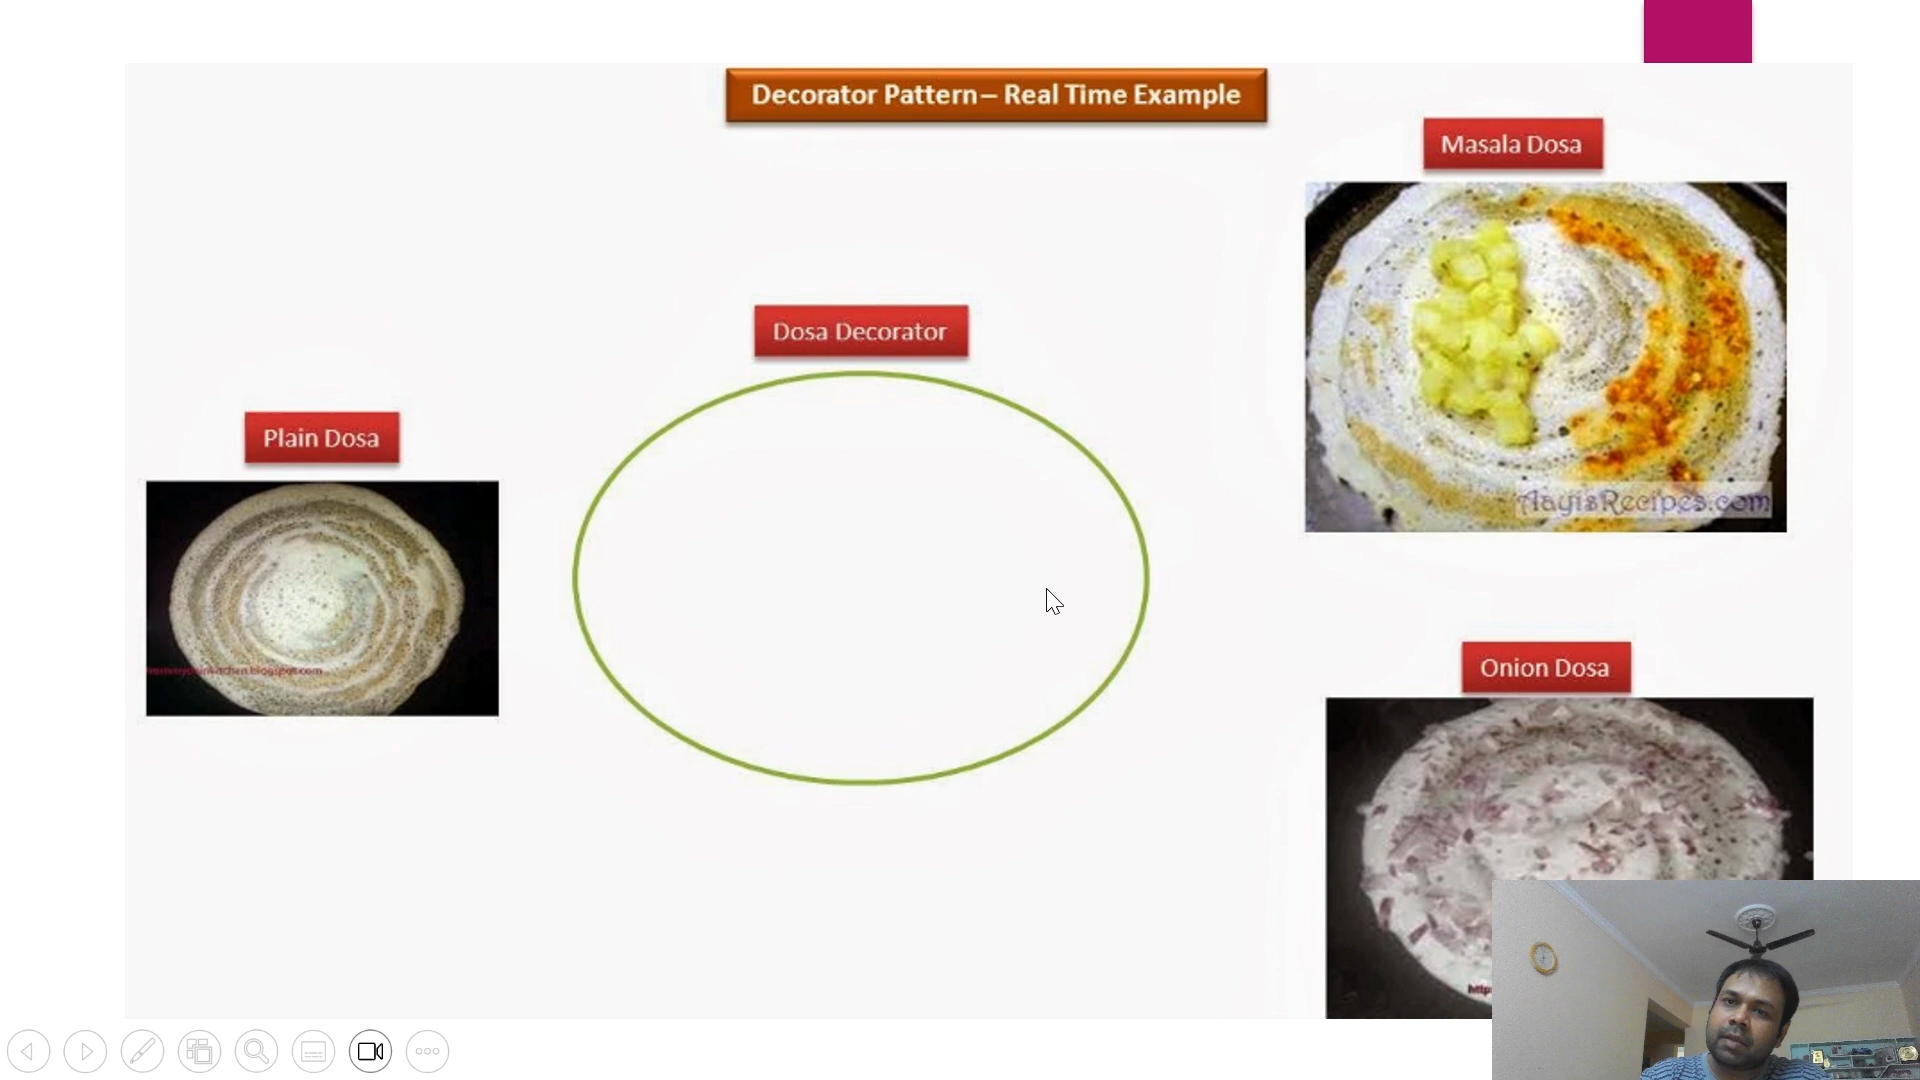 Decorator Pattern – Real Time Example
Masala Dosa
Dosa Decorator
Plain Dosa
AayisRecipes.com
Onion Dosa